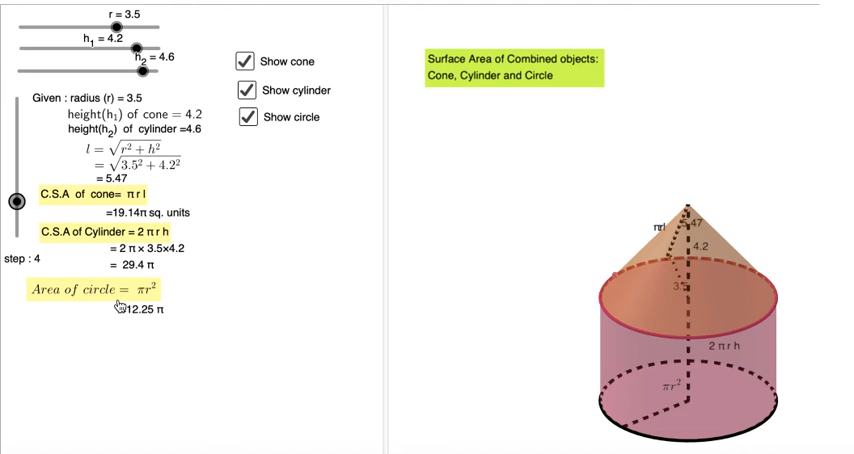 r = 3.5
h₁ = 4.2
h₂ = 4.6
Given : radius (r) = 3.5
height(h₁) of cone = 4.2
height(h₂) of cylinder =4.6
l = √(r² + h²)
= √(3.5² + 4.2²)
= 5.47
C.S.A of cone= π r l
=19.14π sq. units
C.S.A of Cylinder = 2 π r h
= 2 π × 3.5×4.2
= 29.4 π
step : 4
Area of circle = πr²
12.25 π
Show cone
Show cylinder
Show circle
Surface Area of Combined objects:
Cone, Cylinder and Circle
πrl
5.47
4.2
3.5
2 π r h
πr²